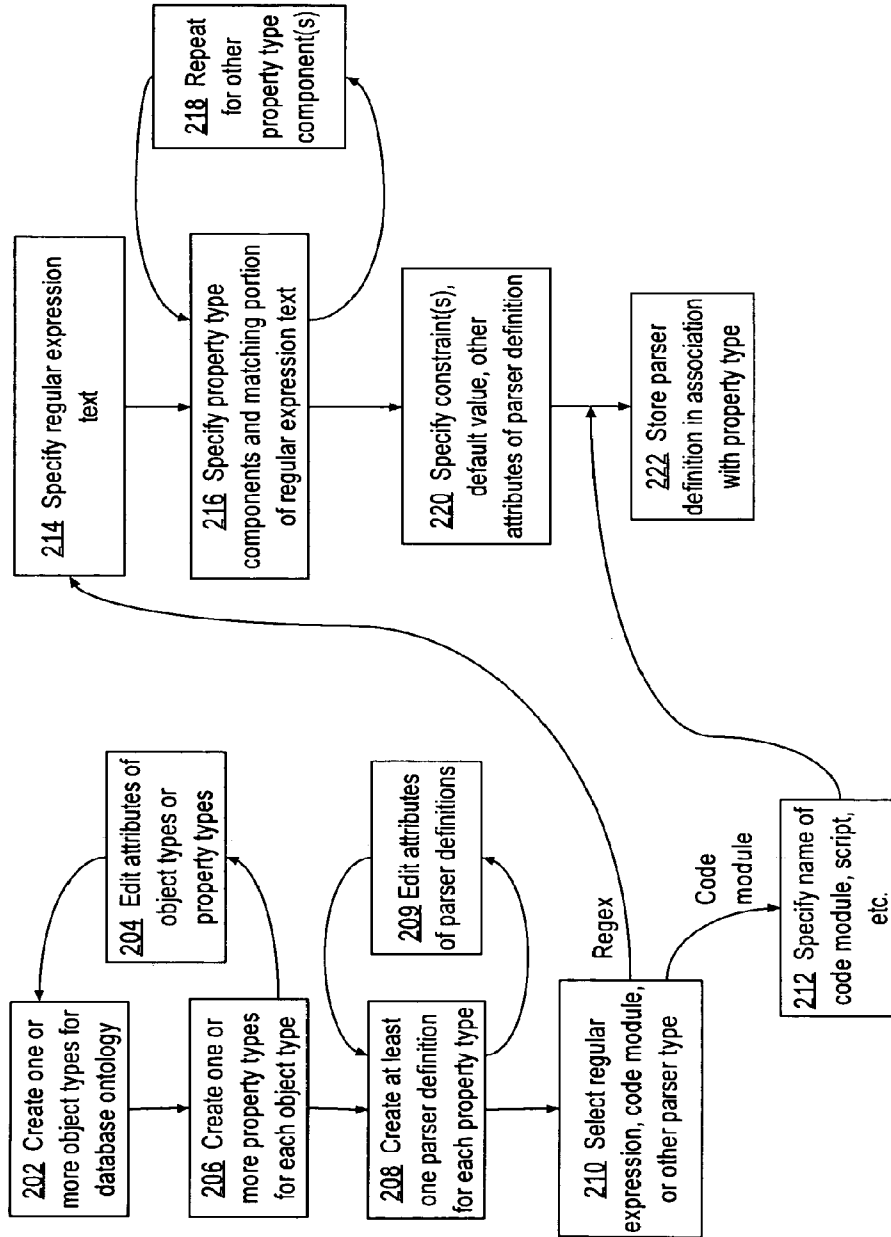 202 Create one or
more object types for
database ontology
204 Edit attributes of
object types or
property types
206 Create one or
more property types
for each object type
208 Create at least
one parser definition
for each property type
209 Edit attributes
of parser definitions
210 Select regular
expression, code module,
or other parser type
Regex
Code
module
212 Specify name of
code module, script,
etc.
214 Specify regular expression
text
216 Specify property type
components and matching portion
of regular expression text
218 Repeat
for other
property type
component(s)
220 Specify constraint(s),
default value, other
attributes of parser definition
222 Store parser
definition in association
with property type